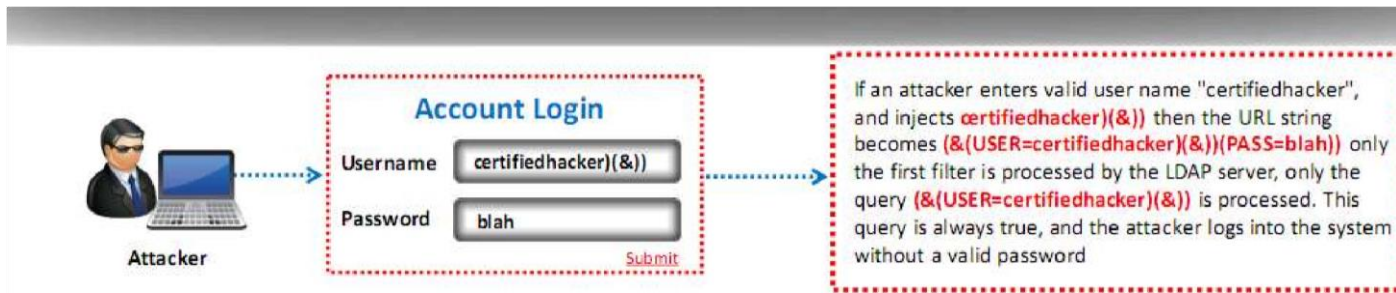 Attacker
Account Login
Username
certifiedhacker)(&))
Password
blah
Submit
If an attacker enters valid user name "certifiedhacker",
and injects certifiedhacker)(&)) then the URL string
becomes (&(USER=certifiedhacker)(&))(PASS=blah)) only
the first filter is processed by the LDAP server, only the
query (&(USER=certifiedhacker)(&)) is processed. This
query is always true, and the attacker logs into the system
without a valid password